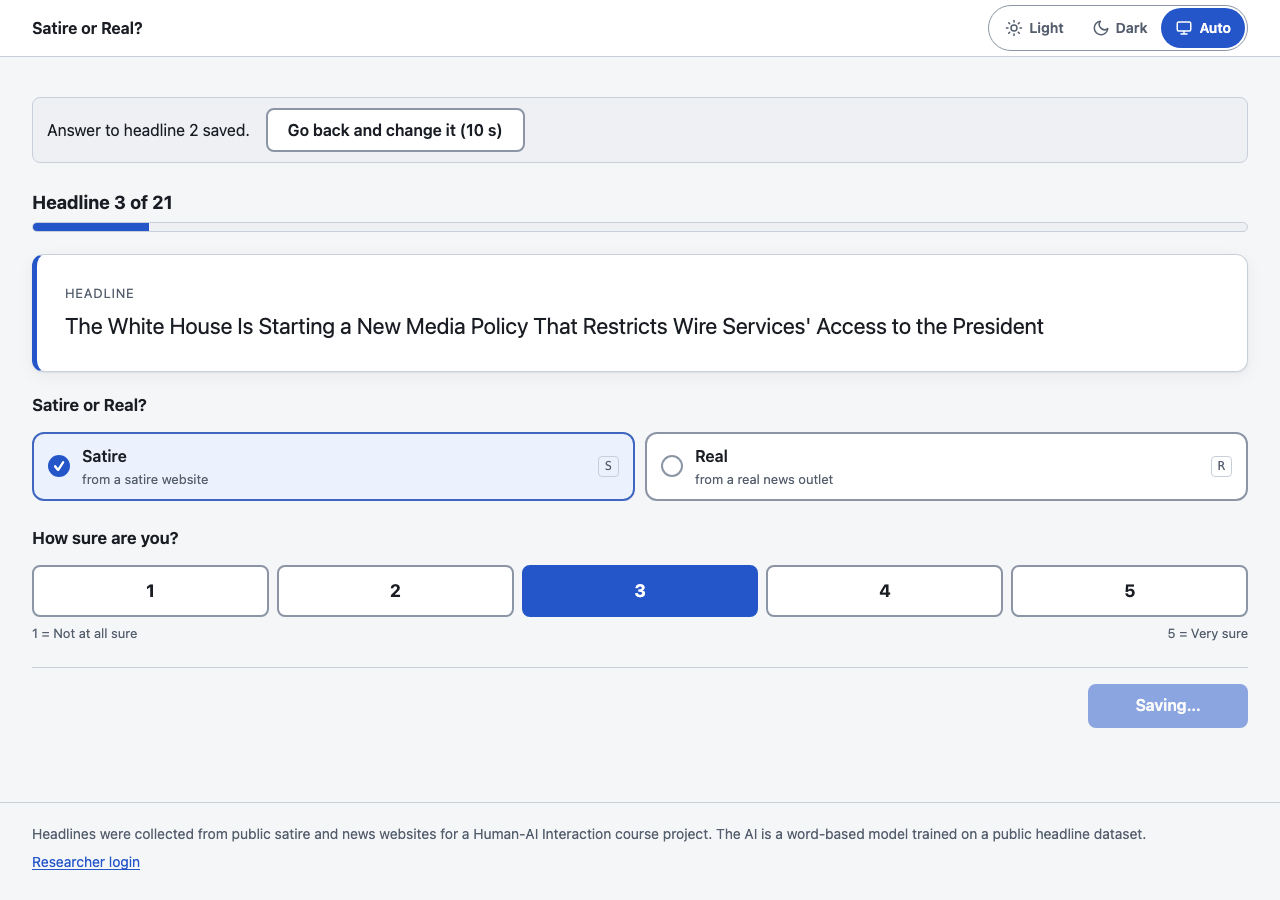 Satire or Real?
Light
Dark
Auto
Answer to headline 2 saved.
Go back and change it (10 s)
Headline 3 of 21
HEADLINE
The White House Is Starting a New Media Policy That Restricts Wire Services' Access to the President
Satire or Real?
Satire
from a satire website
S
Real
from a real news outlet
R
How sure are you?
1
2
3
4
5
1 = Not at all sure
5 = Very sure
Saving...
Headlines were collected from public satire and news websites for a Human-AI Interaction course project. The AI is a word-based model trained on a public headline dataset.
Researcher login